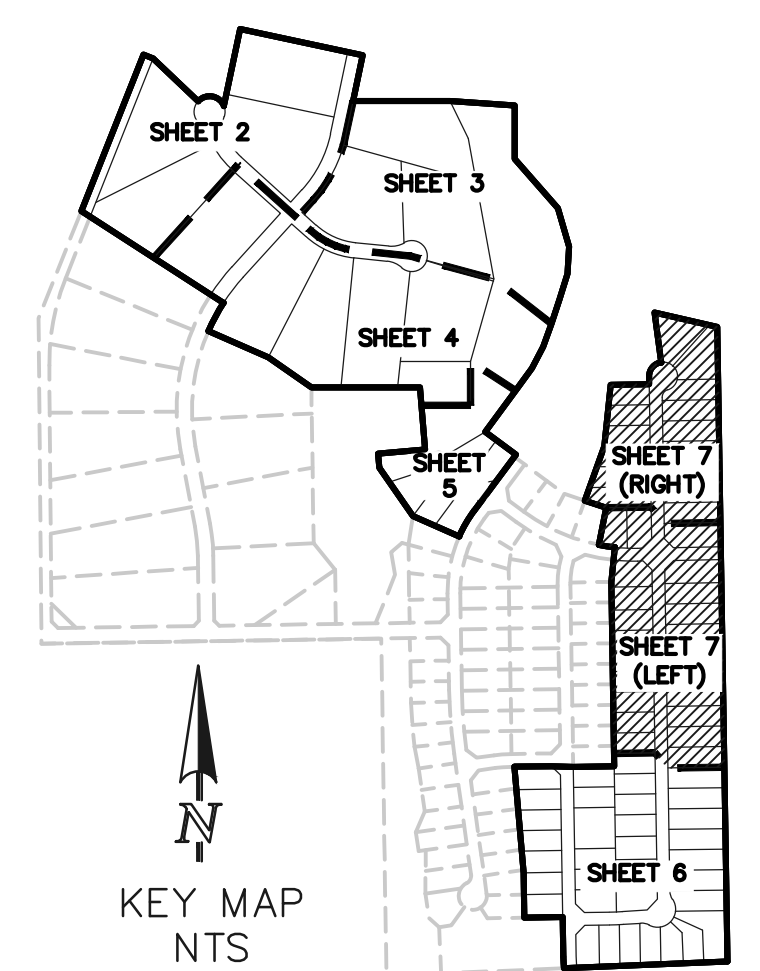 SHEET 2
SHEET 3
SHEET 4
SHEET
5
SHEET 7
(RIGHT)
SHEET 7
(LEFT)
SHEET 6
N
KEY MAP
NTS